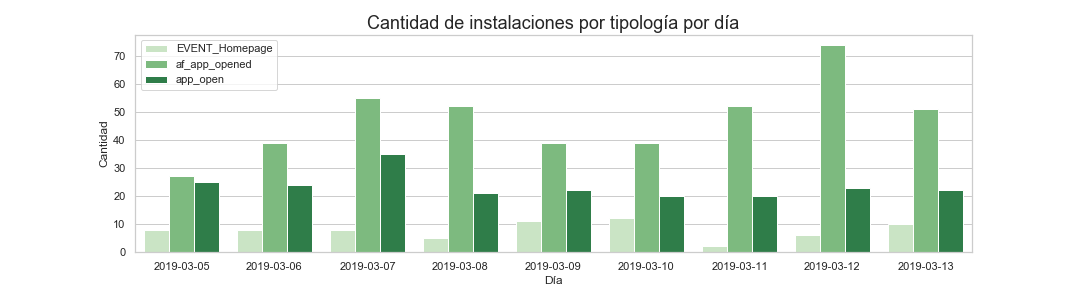 Cantidad de instalaciones por tipología por día
EVENT_Homepage
af_app_opened
app_open
Cantidad
70
60
50
40
30
20
10
0
2019-03-05 2019-03-06 2019-03-07 2019-03-08 2019-03-09 2019-03-10 2019-03-11 2019-03-12 2019-03-13
Día